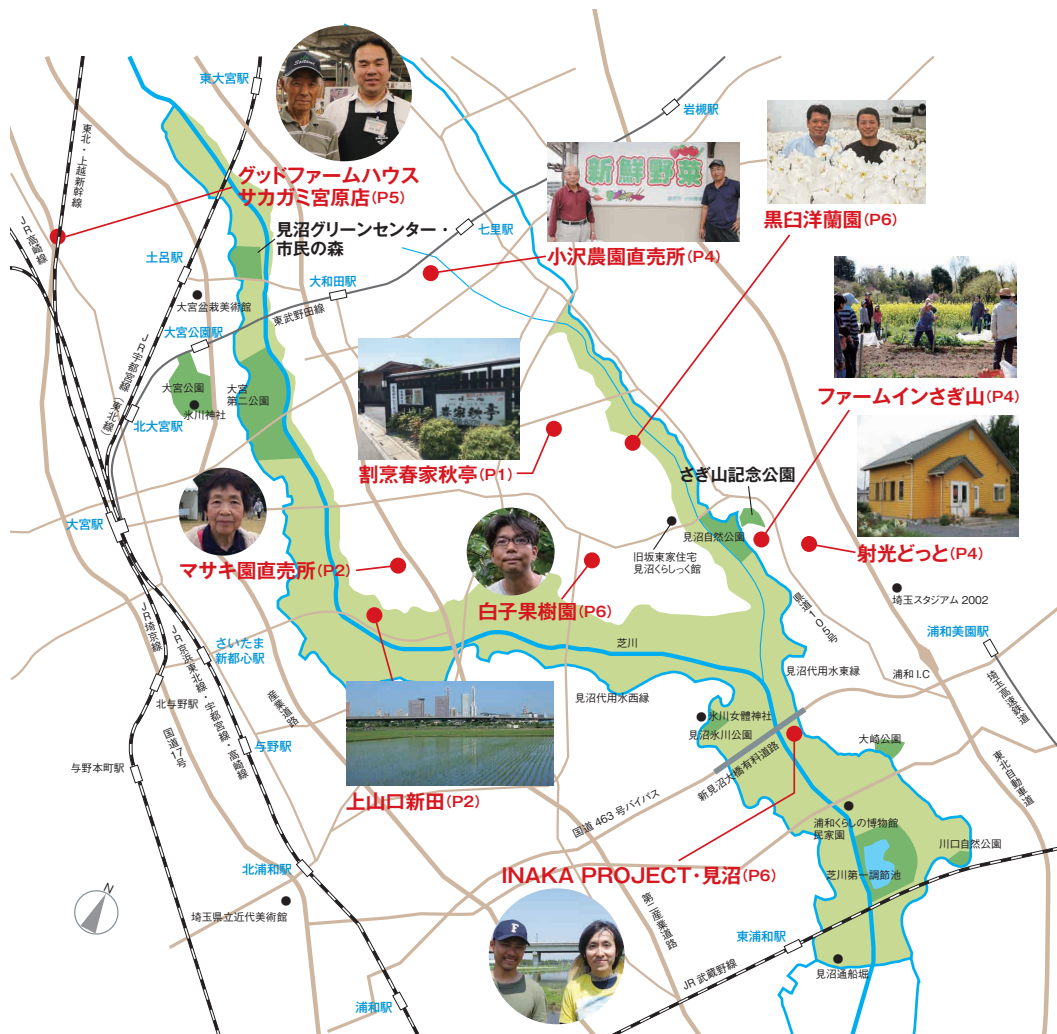 東大宮駅
岩槻駅
東北・上越新幹線
JR高崎線
グッドファームハウス
サカガミ宮原店(P5)
新鮮野菜
黒臼洋蘭園(P6)
見沼グリーンセンター・
市民の森
七里駅
小沢農園直売所(P4)
土呂駅
大和田駅
大宮盆栽美術館
東武野田線
大宮公園駅
JR宇都宮線(東北線)
大宮公園
氷川神社
大宮
第二公園
北大宮駅
ファームインさぎ山(P4)
割烹春家秋亭(P1)
さぎ山記念公園
大宮駅
見沼自然公園
旧坂東家住宅
見沼くらしっく館
射光どっと(P4)
マサキ園直売所(P2)
白子果樹園(P6)
埼玉スタジアム2002
県道105号
浦和美園駅
JR埼京線
JR京浜東北線・宇都宮線・高崎線
さいたま
新都心駅
芝川
見沼代用水東縁
浦和I.C
埼玉高速鉄道
見沼代用水西縁
北与野駅
産業道路
国道17号
与野駅
氷川女體神社
見沼氷川公園
大崎公園
与野本町駅
新見沼大橋有料道路
東北自動車道
上山口新田(P2)
国道463号バイパス
浦和くらしの博物館
民家園
川口自然公園
北浦和駅
INAKA PROJECT・見沼(P6)
芝川第一調節池
N
埼玉県立近代美術館
第二産業道路
東浦和駅
F
JR武蔵野線
見沼通船堀
浦和駅